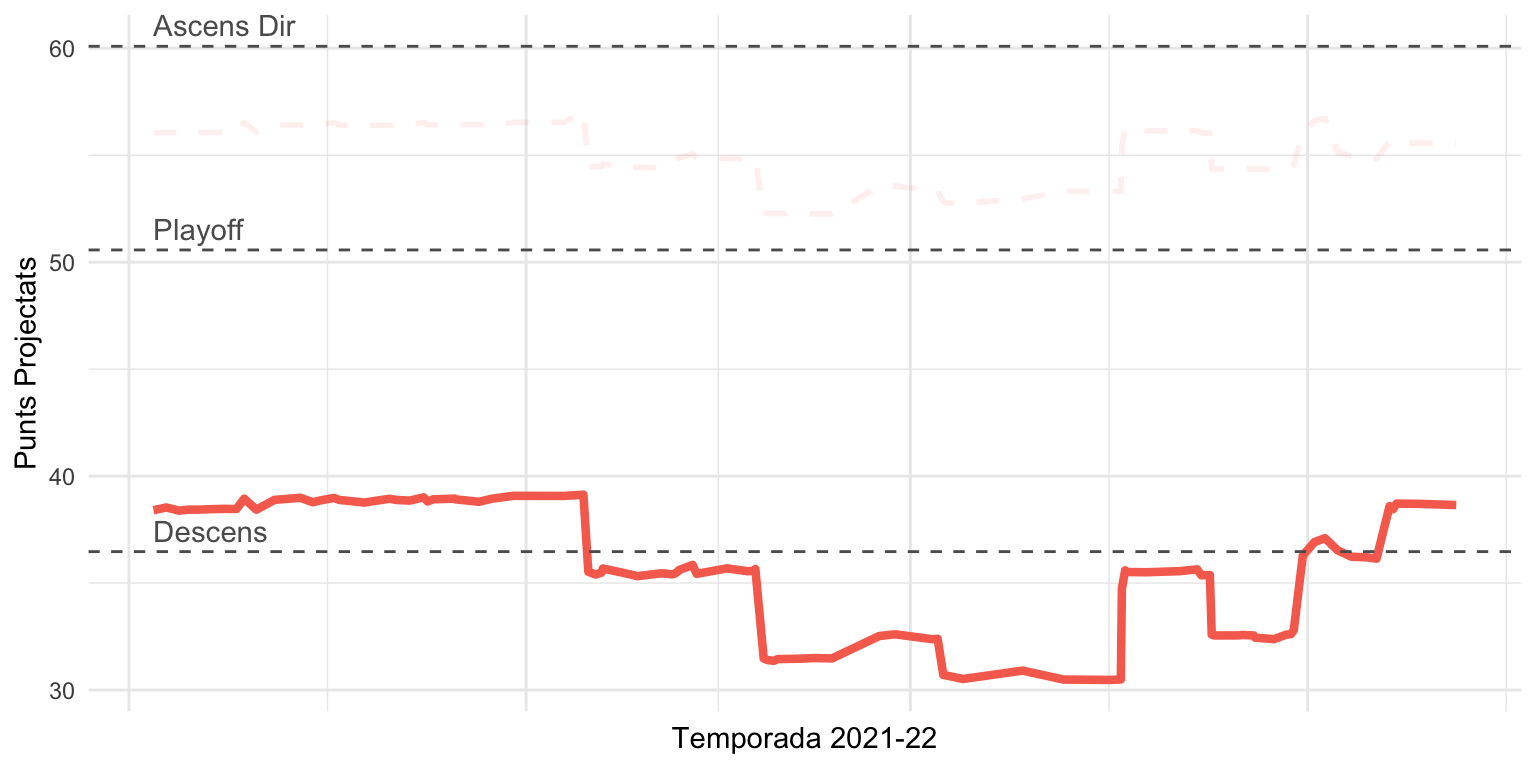 Ascens Dir
60
Playoff
50
Punts Projectats
40
Descens
30
Temporada 2021-22